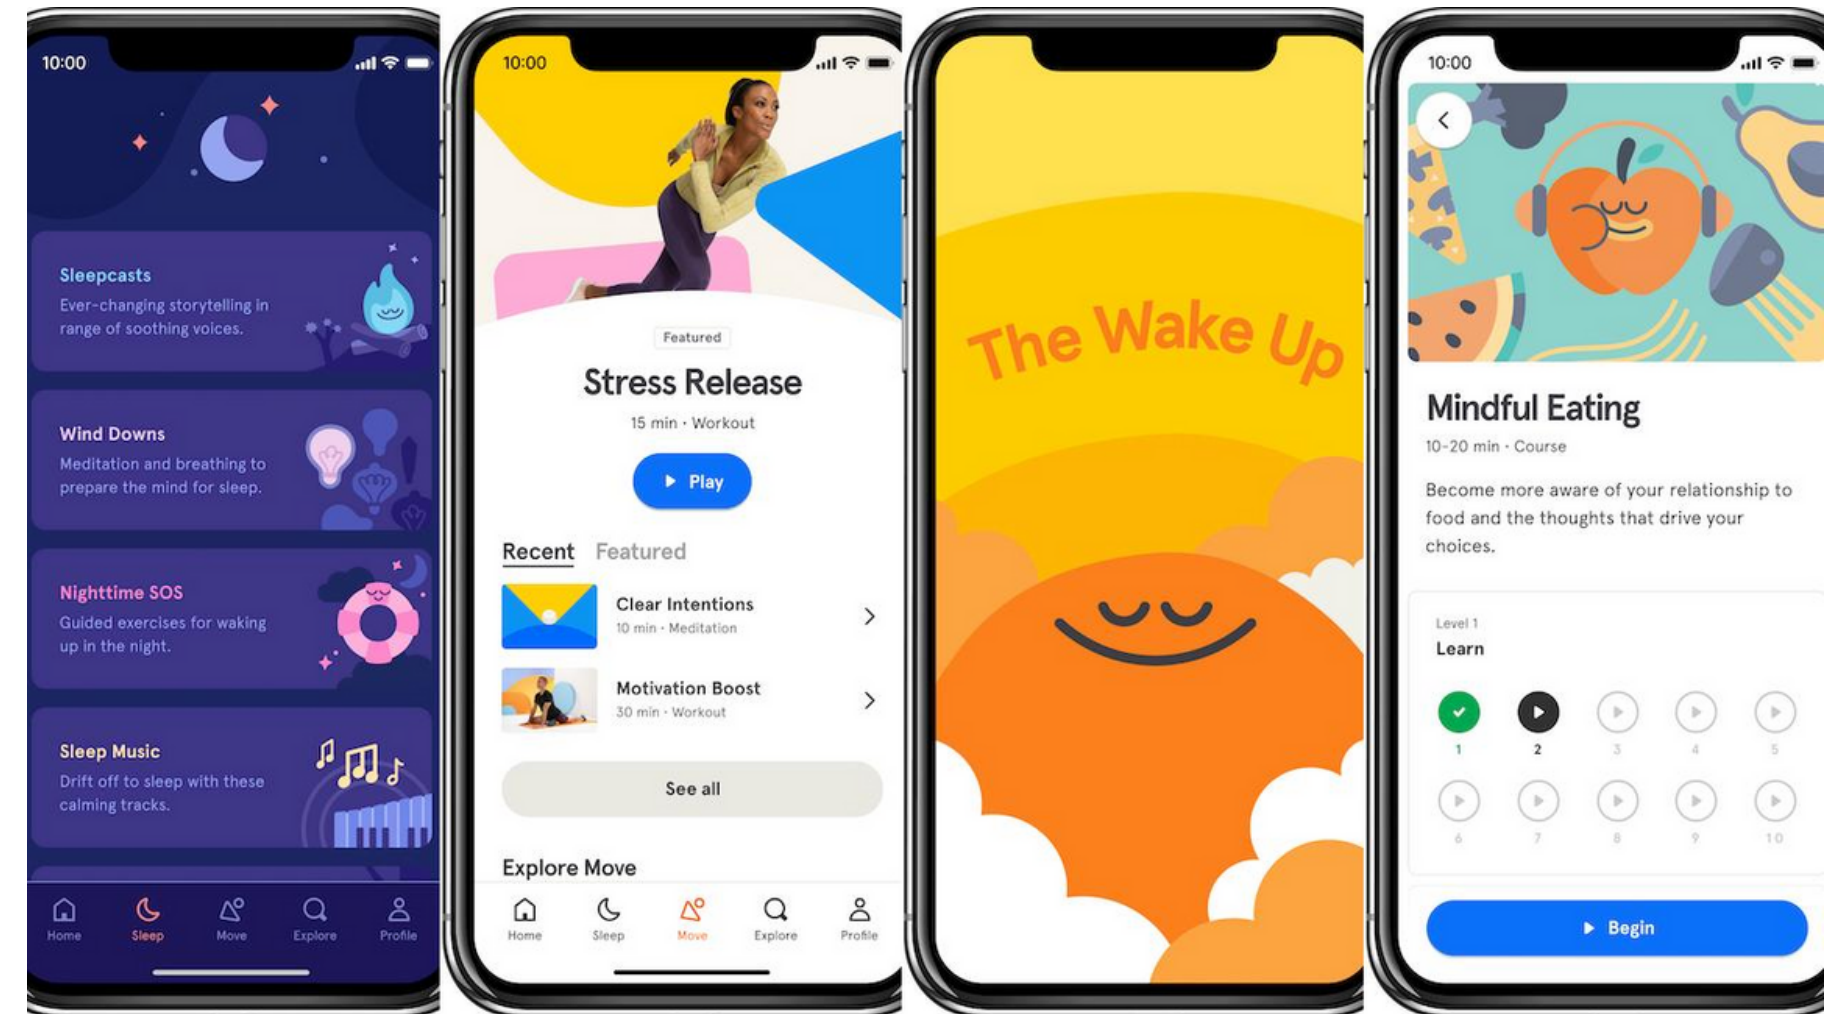 10:00
Sleepcasts
Ever-changing storytelling in
range of soothing voices.
Wind Downs
Meditation and breathing to
prepare the mind for sleep.
Nighttime SOS
Guided exercises for waking
up in the night.
Sleep Music
Drift off to sleep with these
calming tracks.
Home Sleep Move Explore Profile
10:00
Featured
Stress Release
15 min · Workout
Play
Recent Featured
Clear Intentions
10 min · Meditation
Motivation Boost
30 min · Workout
See all
Explore Move
Home Sleep Move Explore Profile
The Wake Up
10:00
Mindful Eating
10-20 min · Course
Become more aware of your relationship to
food and the thoughts that drive your
choices.
Level 1
Learn
1 2 3 4 5
6 7 8 9 10
Begin